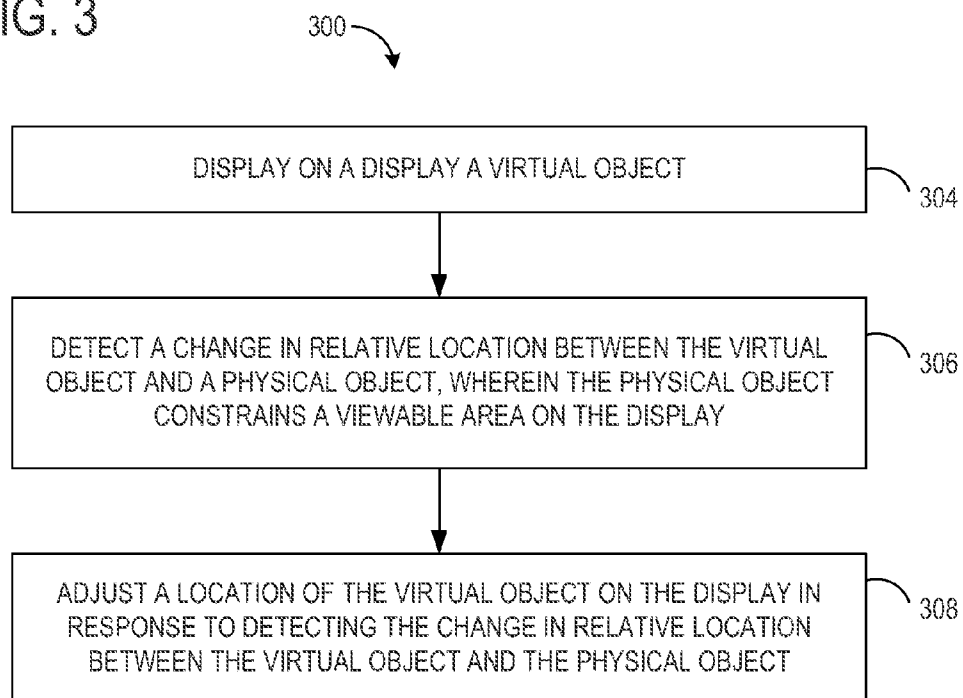 IG. 3
300
DISPLAY ON A DISPLAY A VIRTUAL OBJECT
304
DETECT A CHANGE IN RELATIVE LOCATION BETWEEN THE VIRTUAL
OBJECT AND A PHYSICAL OBJECT, WHEREIN THE PHYSICAL OBJECT
CONSTRAINS A VIEWABLE AREA ON THE DISPLAY
306
ADJUST A LOCATION OF THE VIRTUAL OBJECT ON THE DISPLAY IN
RESPONSE TO DETECTING THE CHANGE IN RELATIVE LOCATION
BETWEEN THE VIRTUAL OBJECT AND THE PHYSICAL OBJECT
308